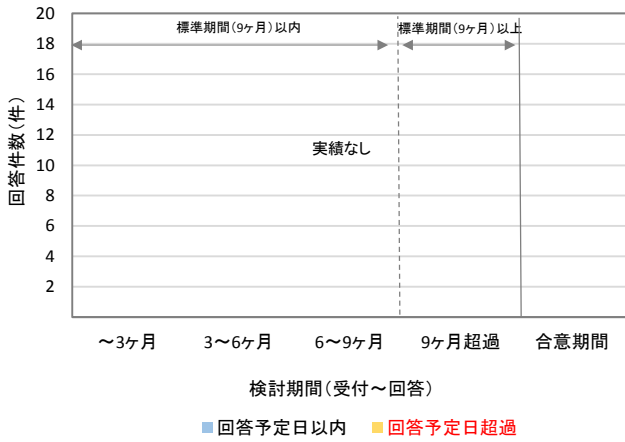 標準期間（9ヶ月）以内
標準期間（9ヶ月）以上
回答件数（件）
20
18
16
14
12
10
8
6
4
2
実績なし
～3ヶ月
3～6ヶ月
6～9ヶ月
9ヶ月超過
合意期間
検討期間（受付～回答）
回答予定日以内
回答予定日超過